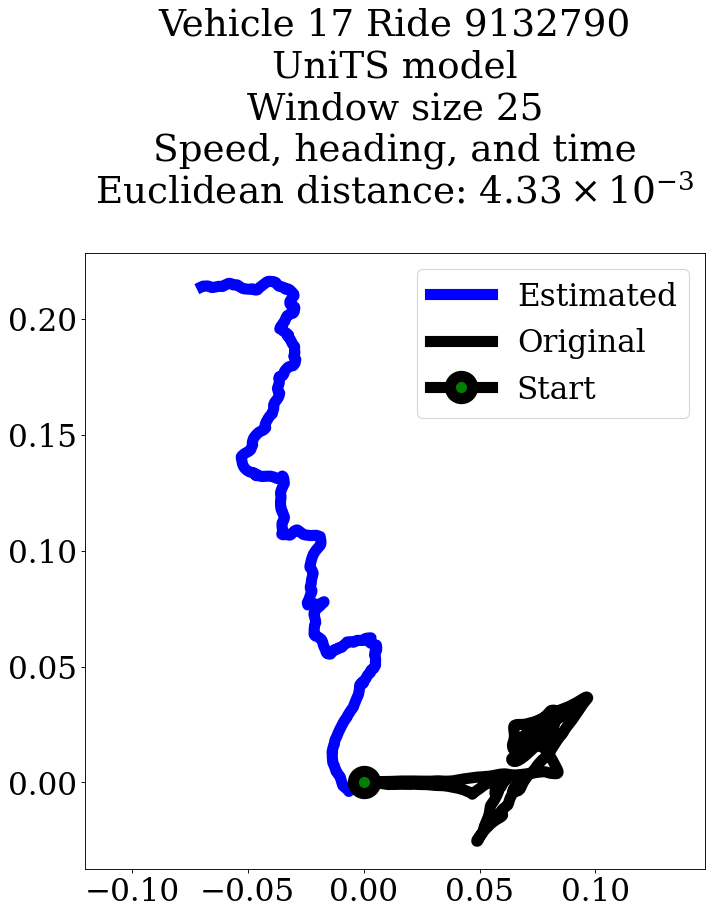 Vehicle 17 Ride 9132790
UniTS model
Window size 25
Speed, heading, and time
Euclidean distance: 4.33 × 10⁻³
Estimated
Original
Start
0.20
0.15
0.10
0.05
0.00
−0.10 −0.05 0.00 0.05 0.10